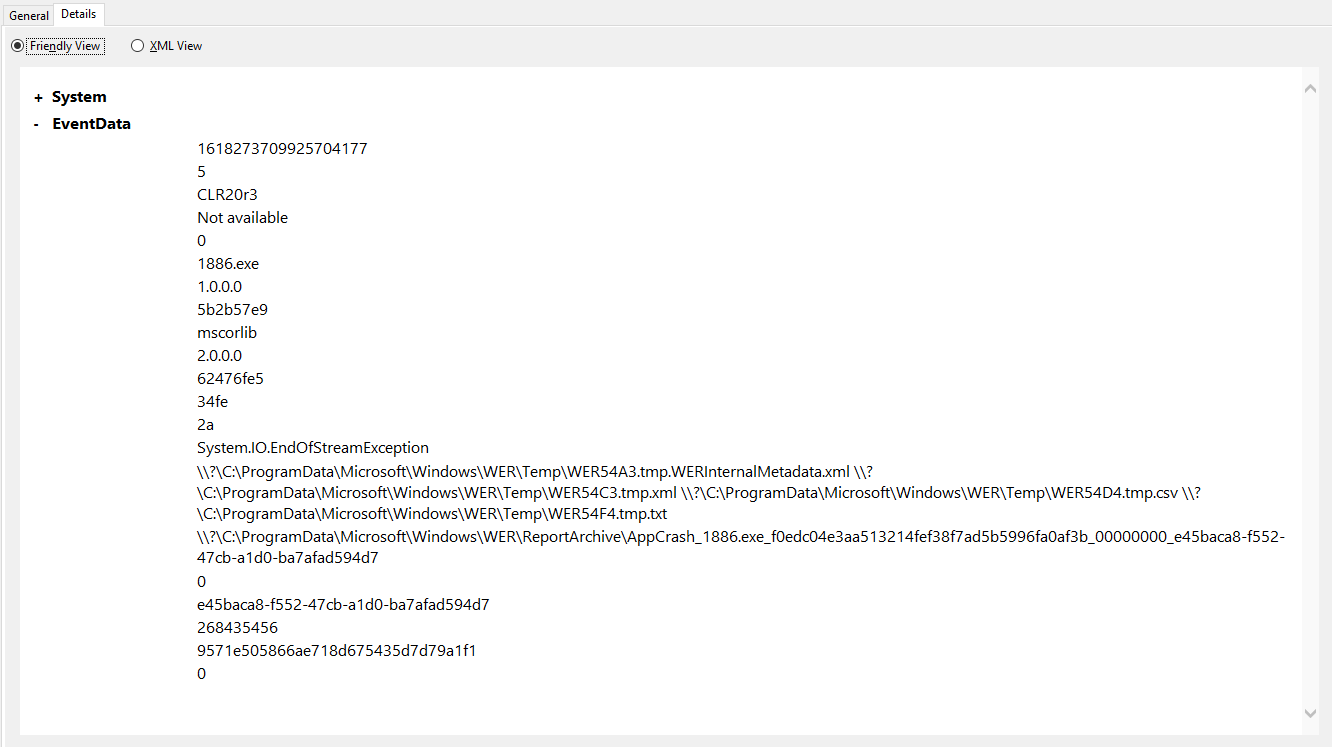 General Details
Friendly View XML View
+ System
- EventData
1618273709925704177
5
CLR20r3
Not available
0
1886.exe
1.0.0.0
5b2b57e9
mscorlib
2.0.0.0
62476fe5
34fe
2a
System.IO.EndOfStreamException
\\?\C:\ProgramData\Microsoft\Windows\WER\Temp\WER54A3.tmp.WERInternalMetadata.xml \\?
\C:\ProgramData\Microsoft\Windows\WER\Temp\WER54C3.tmp.xml \\?\C:\ProgramData\Microsoft\Windows\WER\Temp\WER54D4.tmp.csv \\?
\C:\ProgramData\Microsoft\Windows\WER\Temp\WER54F4.tmp.txt
\\?\C:\ProgramData\Microsoft\Windows\WER\ReportArchive\AppCrash_1886.exe_f0edc04e3aa513214fef38f7ad5b5996fa0af3b_00000000_e45baca8-f552-
47cb-a1d0-ba7afad594d7
0
e45baca8-f552-47cb-a1d0-ba7afad594d7
268435456
9571e505866ae718d675435d7d79a1f1
0